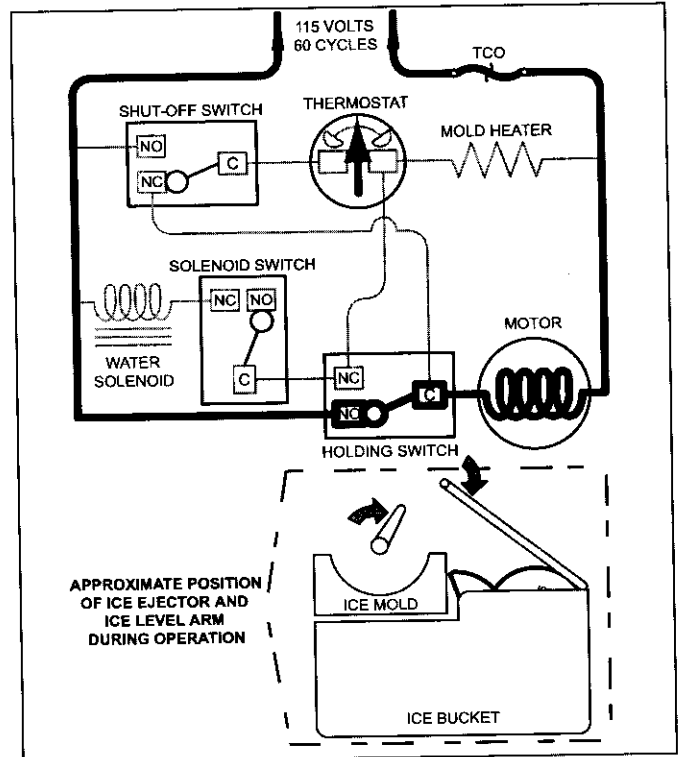 115 VOLTS
60 CYCLES
TCO
SHUT-OFF SWITCH
THERMOSTAT
MOLD HEATER
NO
C
NC
SOLENOID SWITCH
NC NO
MOTOR
WATER
SOLENOID
C
NC
NO
C
HOLDING SWITCH
APPROXIMATE POSITION
OF ICE EJECTOR AND
ICE LEVEL ARM
DURING OPERATION
ICE MOLD
ICE BUCKET